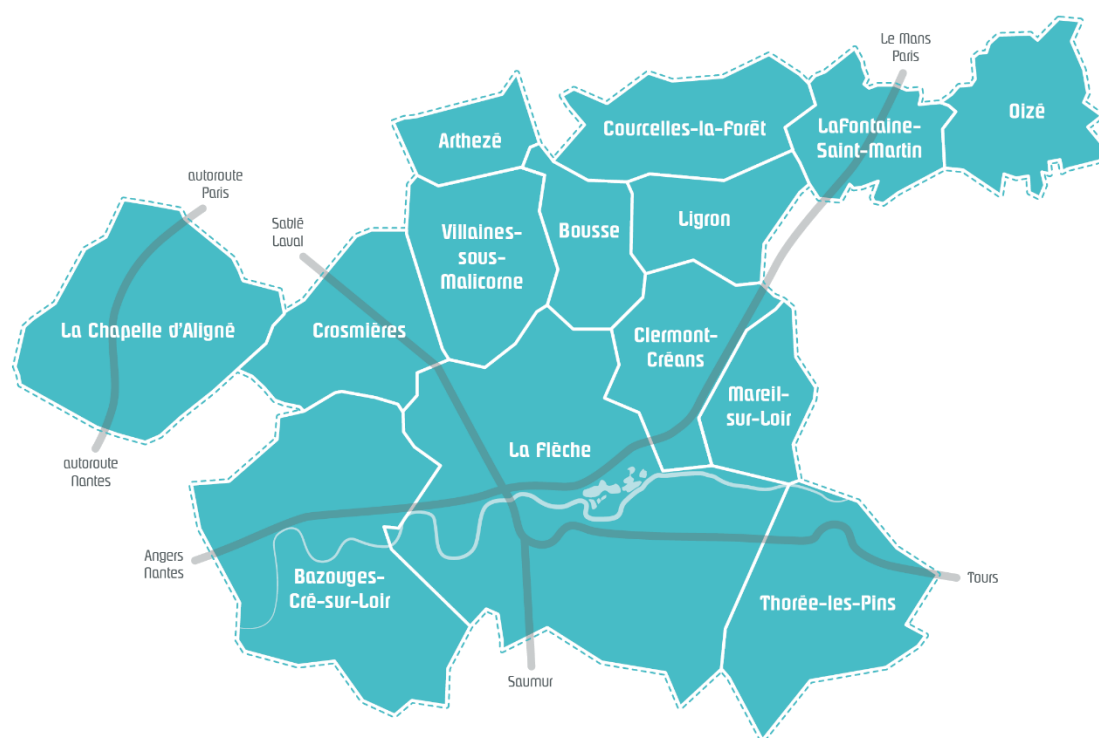 Le Mans
Paris
Oizé
Courcelles-la-Forêt
LaFontaine-
Saint-Martin
Arthezé
autoroute
Paris
Sablé
Laval
Villaines-
sous-
Malicorne
Bousse
Ligron
La Chapelle d'Aligné
Crosmières
Clermont-
Créans
Mareil-
sur-Loir
La Flèche
autoroute
Nantes
Angers
Nantes
Bazouges-
Cré-sur-Loir
Thorée-les-Pins
Tours
Saumur